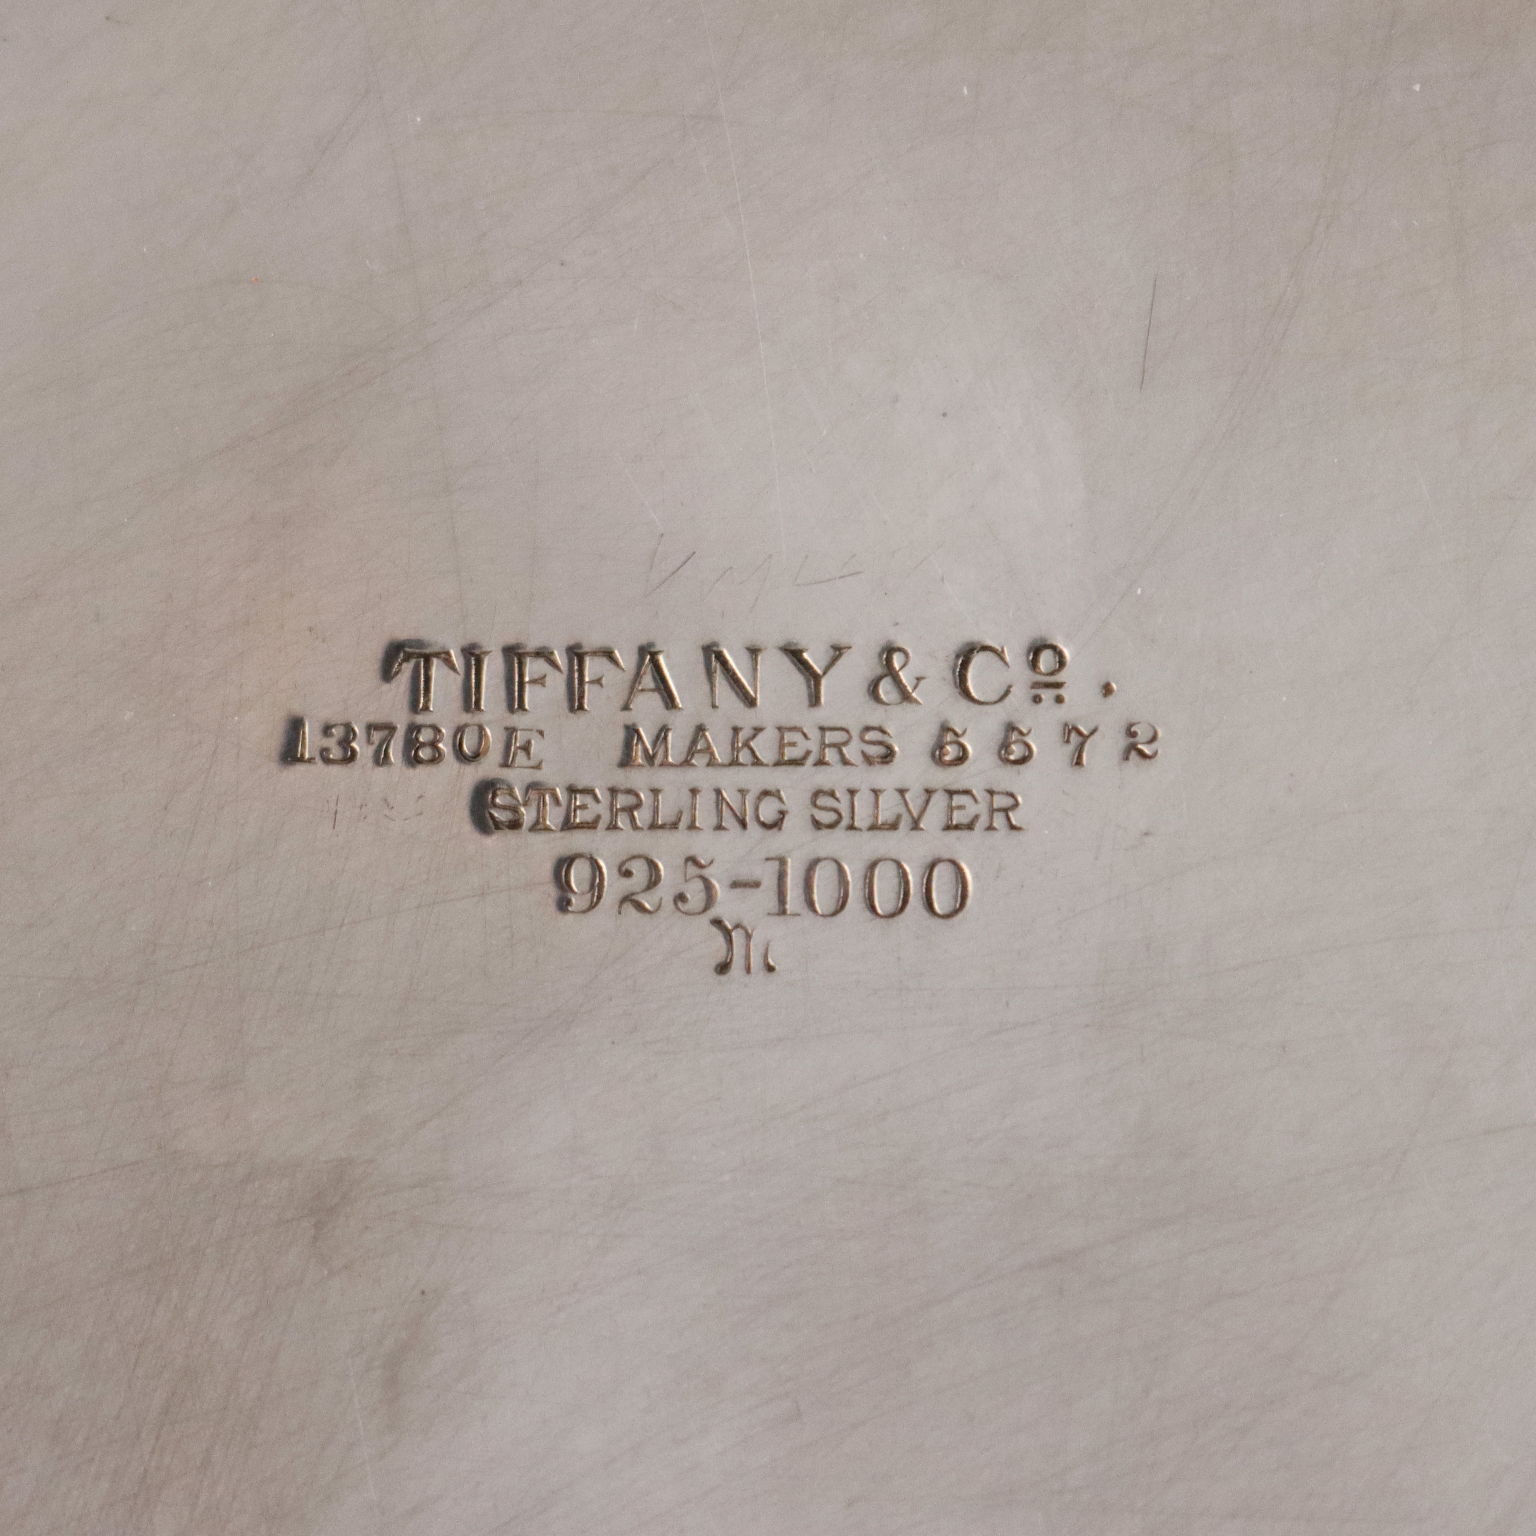 TIFFANY & Cº.
13780E MAKERS 5572
STERLING SILVER
925-1000
M